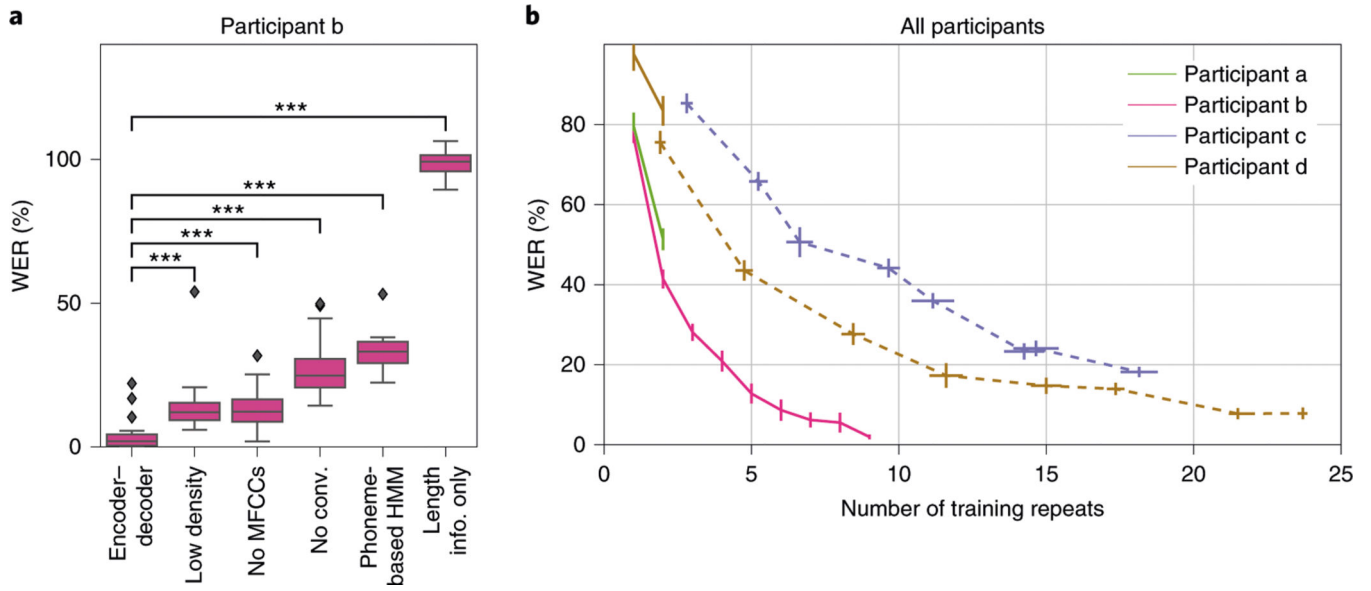 a
Participant b
WER (%)
100
50
0
***
***
***
***
***
Encoder–
decoder
Low density
No MFCCs
No conv.
Phoneme-
based HMM
Length
info. only
b
All participants
WER (%)
80
60
40
20
0
0 5 10 15 20 25
Number of training repeats
Participant a
Participant b
Participant c
Participant d